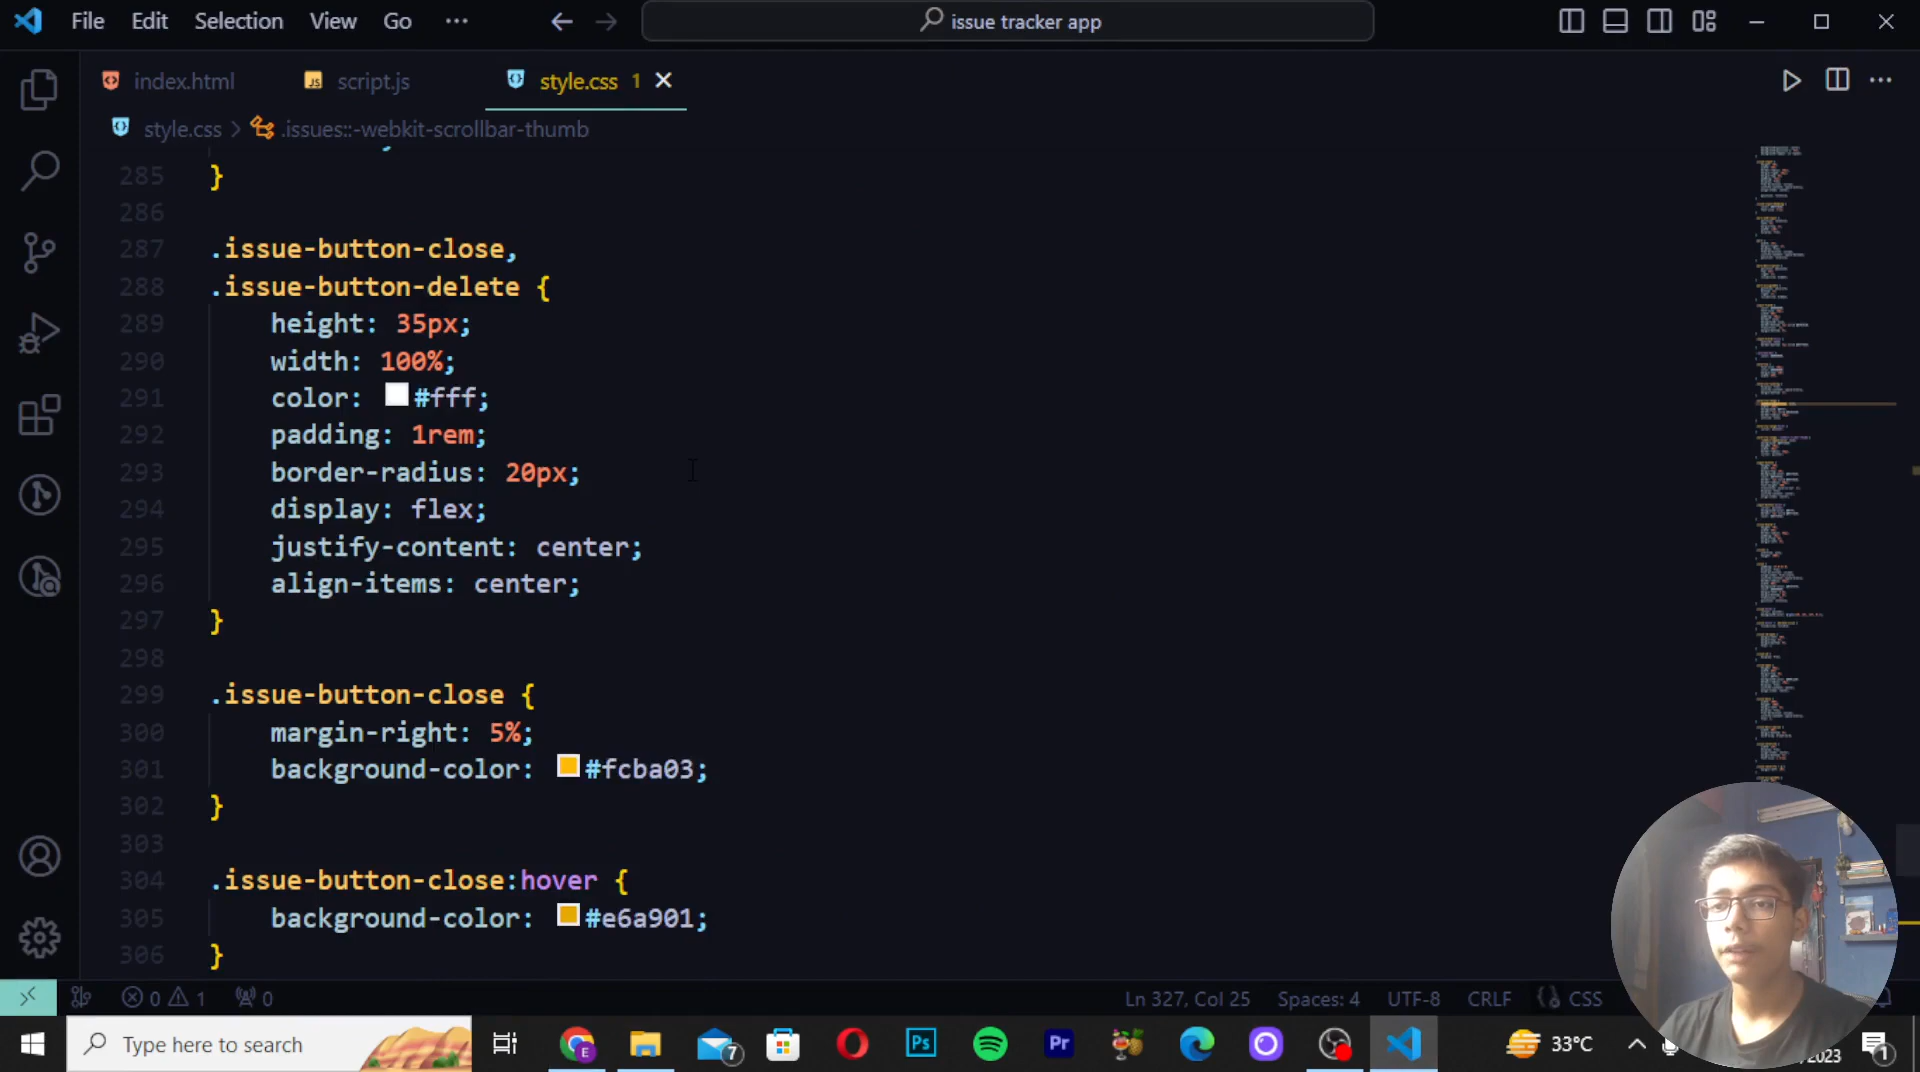 File Edit Selection View Go ··· issue tracker app
index.html JS script.js style.css 1
style.css > .issues::-webkit-scrollbar-thumb
285 }
286
287 .issue-button-close,
288 .issue-button-delete {
289 height: 35px;
290 width: 100%;
291 color: #fff;
292 padding: 1rem;
293 border-radius: 20px;
294 display: flex;
295 justify-content: center;
296 align-items: center;
297 }
298
299 .issue-button-close {
300 margin-right: 5%;
301 background-color: #fcba03;
302 }
303
304 .issue-button-close:hover {
305 background-color: #e6a901;
306 }
0 1 0 Ln 327, Col 25 Spaces: 4 UTF-8 CRLF CSS
Type here to search E 7 Ps Pr 33°C 2023 1